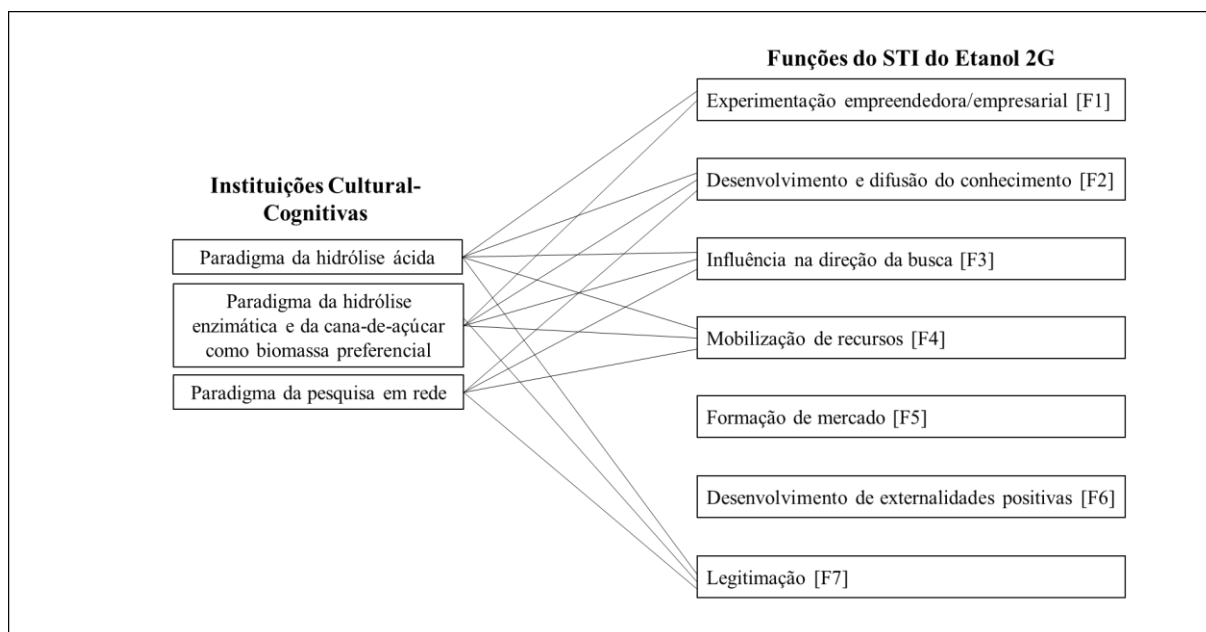 Instituições Cultural-
Cognitivas
Paradigma da hidrólise ácida
Paradigma da hidrólise
enzimática e da cana-de-açúcar
como biomassa preferencial
Paradigma da pesquisa em rede
Funções do STI do Etanol 2G
Experimentação empreendedora/empresarial [F1]
Desenvolvimento e difusão do conhecimento [F2]
Influência na direção da busca [F3]
Mobilização de recursos [F4]
Formação de mercado [F5]
Desenvolvimento de externalidades positivas [F6]
Legitimação [F7]